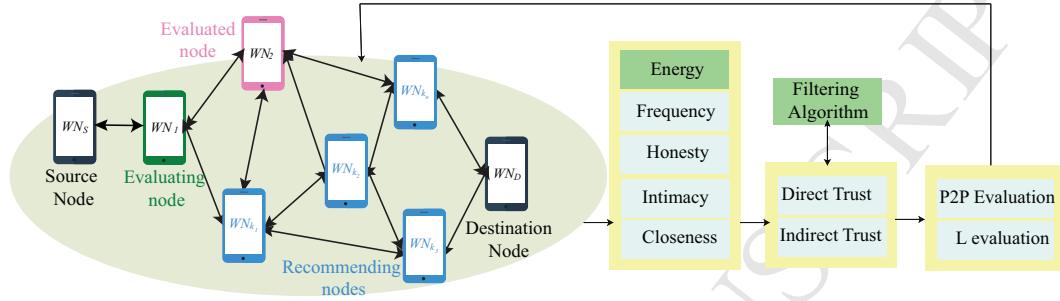 Evaluated
node
WN2
WNkn
WNS
WN1
WNk2
WND
Source
Node
Evaluating
node
WNk1
WNk3
Destination
Node
Recommending
nodes
Energy
Frequency
Honesty
Intimacy
Closeness
Filtering
Algorithm
Direct Trust
Indirect Trust
P2P Evaluation
L evaluation